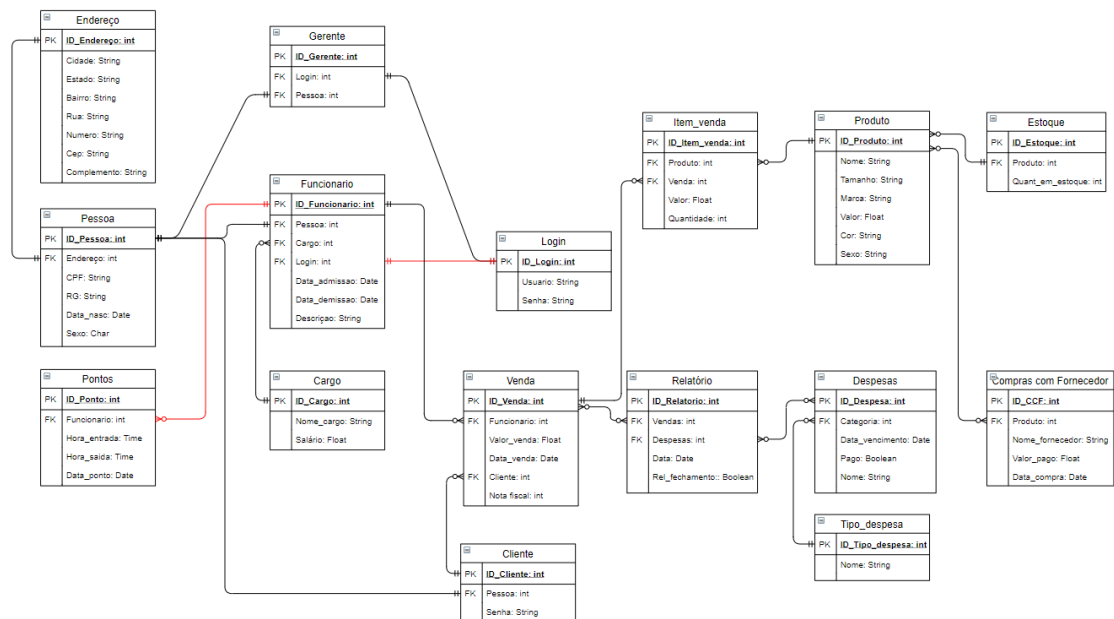 Endereço
PK ID_Endereço: int
Cidade: String
Estado: String
Bairro: String
Rua: String
Numero: String
Cep: String
Complemento: String
Pessoa
PK ID_Pessoa: int
FK Endereço: int
CPF: String
RG: String
Data_nasc: Date
Sexo: Char
Pontos
PK ID_Ponto: int
FK Funcionario: int
Hora_entrada: Time
Hora_saida: Time
Data_ponto: Date
Gerente
PK ID_Gerente: int
FK Login: int
FK Pessoa: int
Funcionario
PK ID_Funcionario: int
FK Pessoa: int
FK Cargo: int
FK Login: int
Data_admissao: Date
Data_demissao: Date
Descriçao: String
Cargo
PK ID_Cargo: int
Nome_cargo: String
Salário: Float
Login
PK ID_Login: int
Usuario: String
Senha: String
Venda
PK ID_Venda: int
FK Funcionario: int
Valor_venda: Float
Data_venda: Date
FK Cliente: int
Nota fiscal: int
Cliente
PK ID_Cliente: int
FK Pessoa: int
Senha: String
Item_venda
PK ID_Item_venda: int
FK Produto: int
FK Venda: int
Valor: Float
Quantidade: int
Relatório
PK ID_Relatorio: int
FK Vendas: int
FK Despesas: int
Data: Date
Rel_fechamento:: Boolean
Produto
PK ID_Produto: int
Nome: String
Tamanho: String
Marca: String
Valor: Float
Cor: String
Sexo: String
Despesas
PK ID_Despesa: int
FK Categoria: int
Data_vencimento: Date
Pago: Boolean
Nome: String
Tipo_despesa
PK ID_Tipo_despesa: int
Nome: String
Estoque
PK ID_Estoque: int
FK Produto: int
Quant_em_estoque: int
Compras com Fornecedor
PK ID_CCF: int
FK Produto: int
Nome_fornecedor: String
Valor_pago: Float
Data_compra: Date